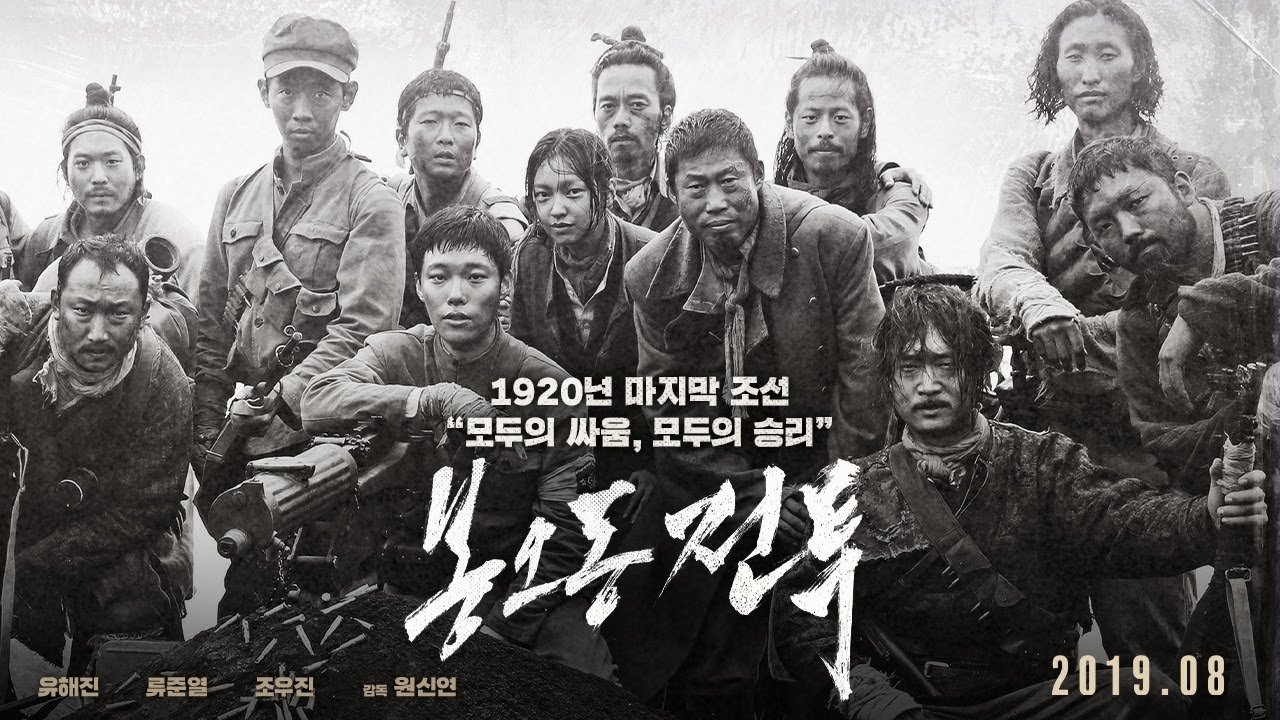 1920년 마지막 조선
“모두의 싸움, 모두의 승리”
봉오동 전투
유해진 류준열 조우진 감독 원신연
2019.08